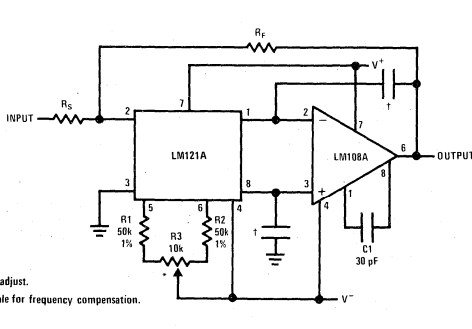 RF
RS
INPUT
2
7
1
LM121A
3
8
5
6
4
R1
50k
1%
R3
10k
R2
50k
1%
*
V+
†
2
−
7
LM108A
6
OUTPUT
8
3
+
4
1
†
C1
30 pF
V−
adjust.
for frequency compensation.